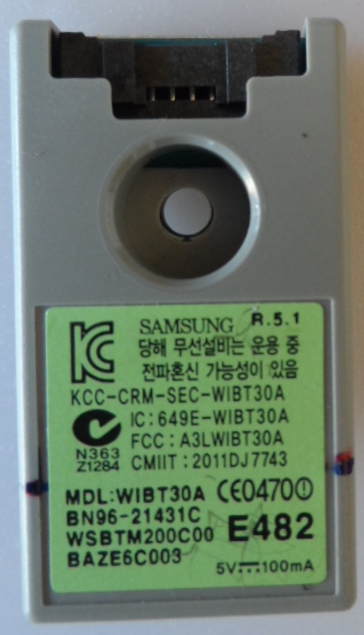 SAMSUNG R.5.1
당해 무선설비는 운용 중
전파혼신 가능성이 있음
KCC-CRM-SEC-WIBT30A
IC: 649E-WIBT30A
FCC: A3LWIBT30A
N363
Z1284
CMIIT: 2011DJ7743
MDL:WIBT30A CE0470!
BN96-21431C
WSBTM200C00 E482
BAZE6C003
5V⎓100mA